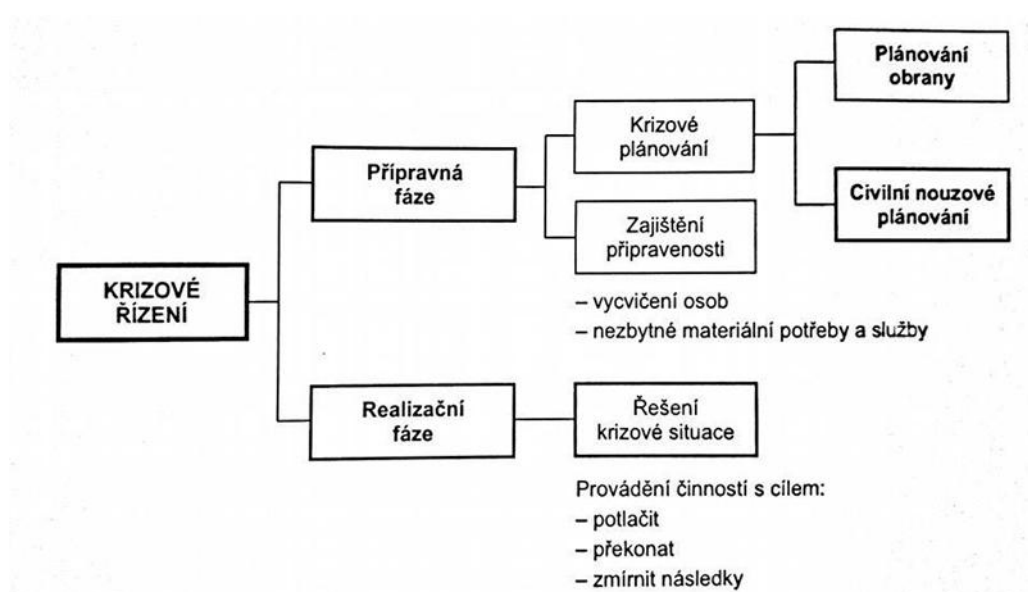 Plánování
obrany
Krizové
plánování
Přípravná
fáze
Civilní nouzové
plánování
Zajištění
připravenosti
KRIZOVÉ
ŘÍZENÍ
– vycvičení osob
– nezbytné materiální potřeby a služby
Realizační
fáze
Řešení
krizové situace
Provádění činností s cílem:
– potlačit
– překonat
– zmírnit následky